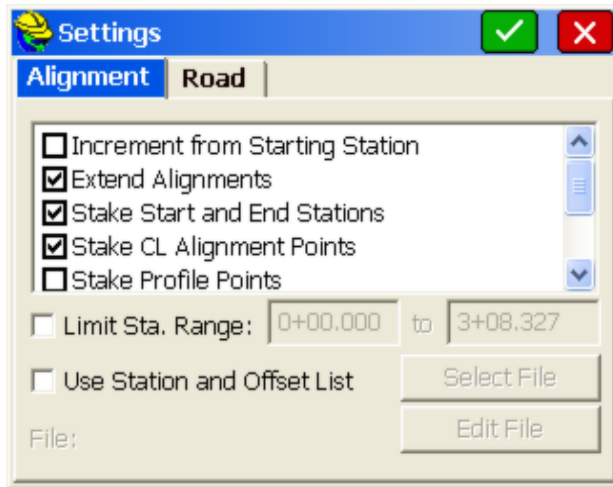 Settings
Alignment Road
Increment from Starting Station
Extend Alignments
Stake Start and End Stations
Stake CL Alignment Points
Stake Profile Points
Limit Sta. Range: 0+00.000 to 3+08.327
Use Station and Offset List Select File
File: Edit File